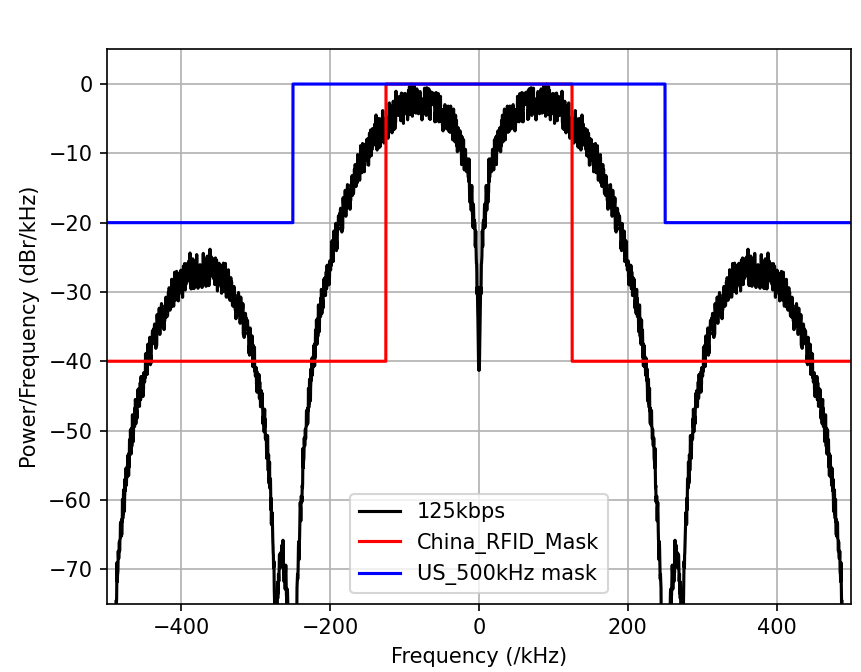 0
−10
−20
−30
−40
−50
−60
−70
Power/Frequency (dBr/kHz)
125kbps
China_RFID_Mask
US_500kHz mask
−400
−200
0
200
400
Frequency (/kHz)